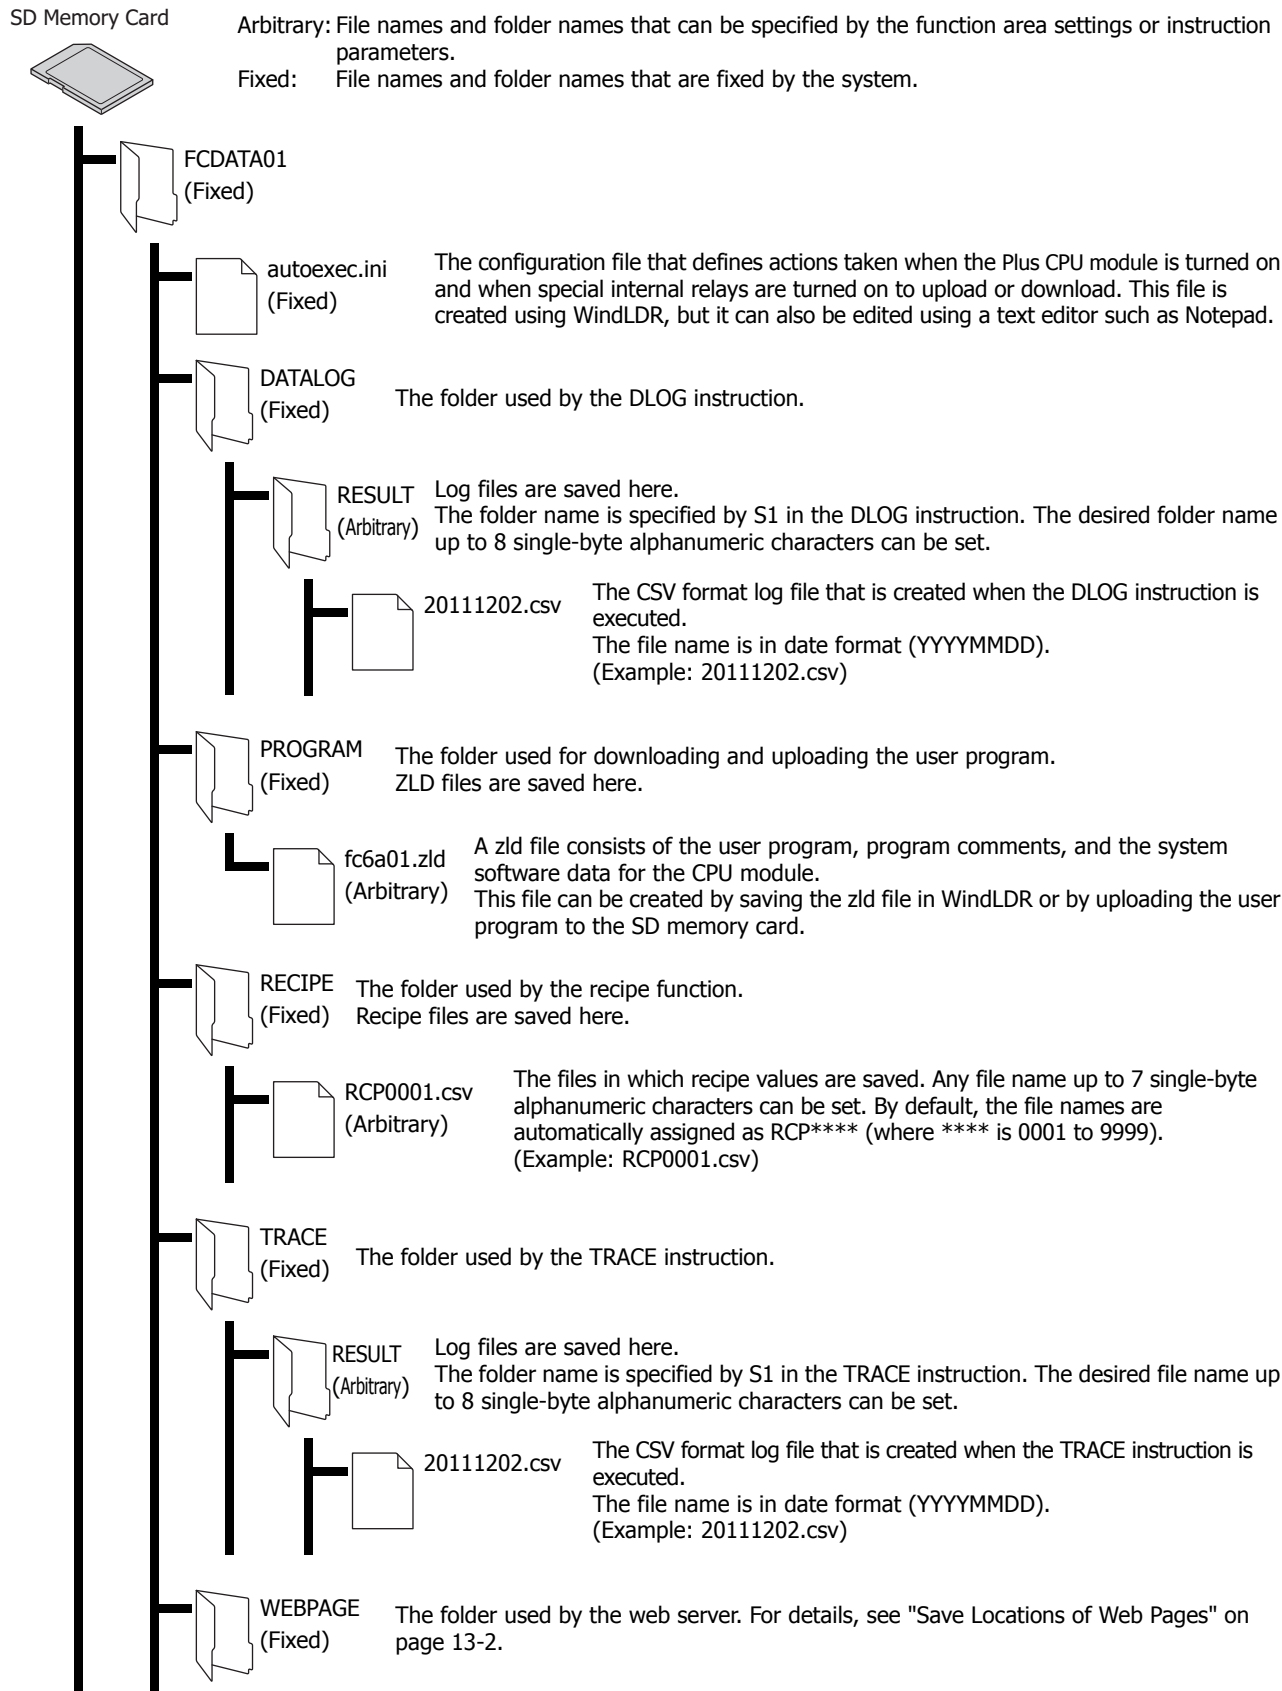 SD Memory Card
Arbitrary: File names and folder names that can be specified by the function area settings or instruction
parameters.
Fixed: File names and folder names that are fixed by the system.
FCDATA01
(Fixed)
autoexec.ini
(Fixed)
The configuration file that defines actions taken when the Plus CPU module is turned on
and when special internal relays are turned on to upload or download. This file is
created using WindLDR, but it can also be edited using a text editor such as Notepad.
DATALOG
(Fixed)
The folder used by the DLOG instruction.
RESULT
(Arbitrary)
Log files are saved here.
The folder name is specified by S1 in the DLOG instruction. The desired folder name
up to 8 single-byte alphanumeric characters can be set.
20111202.csv
The CSV format log file that is created when the DLOG instruction is
executed.
The file name is in date format (YYYYMMDD).
(Example: 20111202.csv)
PROGRAM
(Fixed)
The folder used for downloading and uploading the user program.
ZLD files are saved here.
fc6a01.zld
(Arbitrary)
A zld file consists of the user program, program comments, and the system
software data for the CPU module.
This file can be created by saving the zld file in WindLDR or by uploading the user
program to the SD memory card.
RECIPE
(Fixed)
The folder used by the recipe function.
Recipe files are saved here.
RCP0001.csv
(Arbitrary)
The files in which recipe values are saved. Any file name up to 7 single-byte
alphanumeric characters can be set. By default, the file names are
automatically assigned as RCP**** (where **** is 0001 to 9999).
(Example: RCP0001.csv)
TRACE
(Fixed)
The folder used by the TRACE instruction.
RESULT
(Arbitrary)
Log files are saved here.
The folder name is specified by S1 in the TRACE instruction. The desired file name up
to 8 single-byte alphanumeric characters can be set.
20111202.csv
The CSV format log file that is created when the TRACE instruction is
executed.
The file name is in date format (YYYYMMDD).
(Example: 20111202.csv)
WEBPAGE
(Fixed)
The folder used by the web server. For details, see "Save Locations of Web Pages" on
page 13-2.